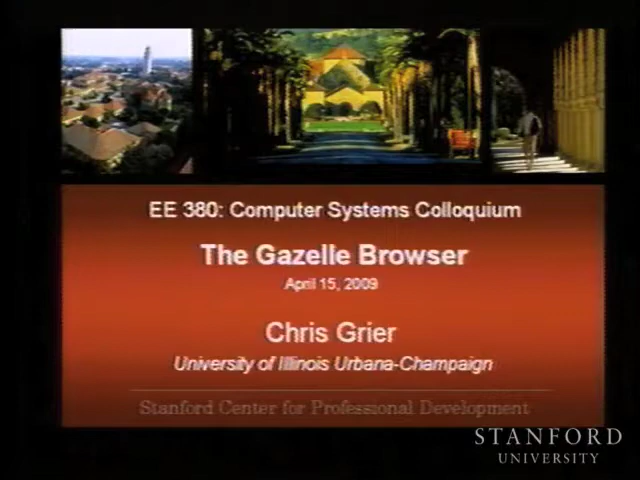 EE 380: Computer Systems Colloquium
The Gazelle Browser
April 15, 2009
Chris Grier
University of Illinois Urbana-Champaign
Stanford Center for Professional Development
STANFORD
UNIVERSITY